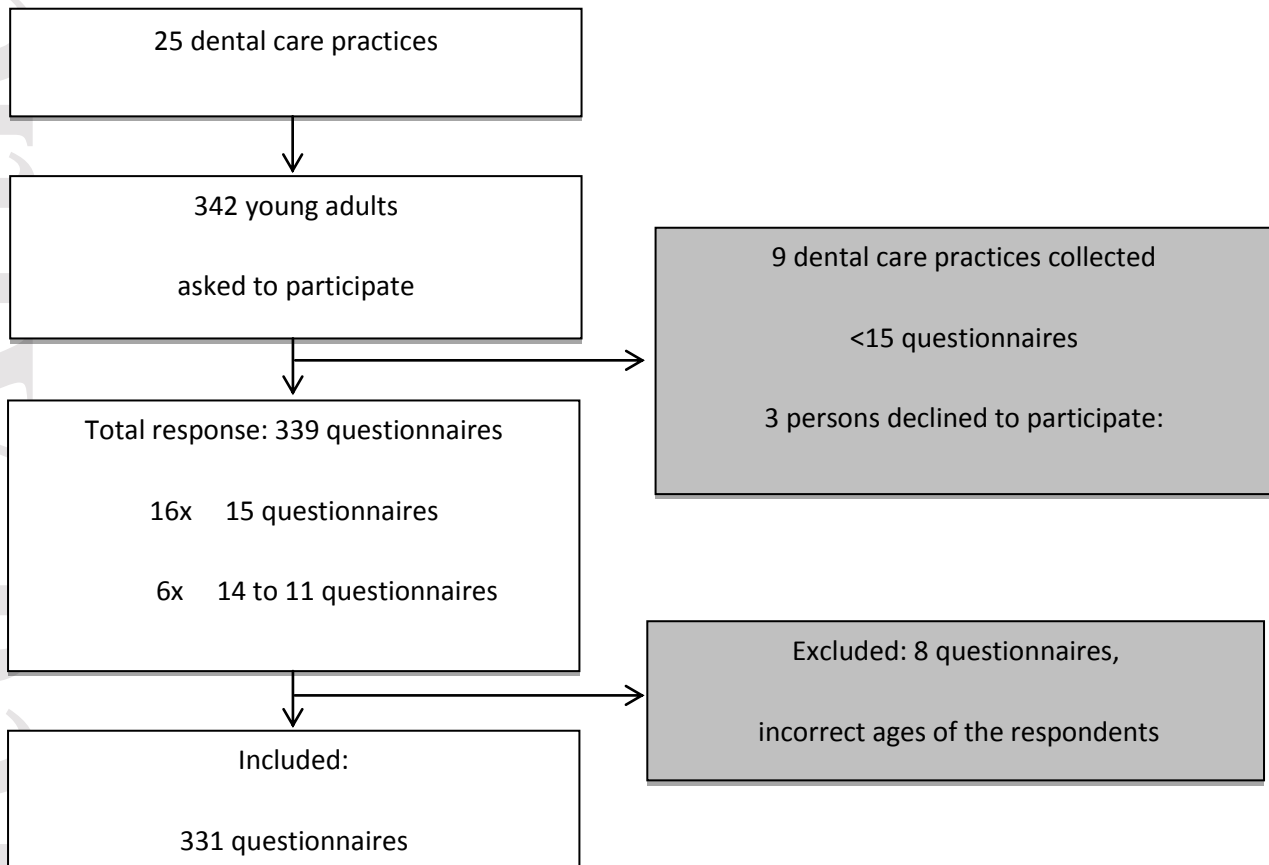 25 dental care practices
342 young adults
asked to participate
9 dental care practices collected
<15 questionnaires
3 persons declined to participate:
Total response: 339 questionnaires
16x 15 questionnaires
6x 14 to 11 questionnaires
Excluded: 8 questionnaires,
incorrect ages of the respondents
Included:
331 questionnaires